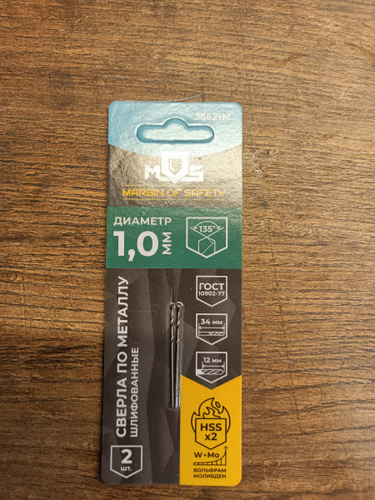 35621М
MOS
MARGIN OF SAFETY
ДИАМЕТР
1,0 ММ
135°
ГОСТ
10902-77
34 мм
12 мм
СВЕРЛА ПО МЕТАЛЛУ
ШЛИФОВАННЫЕ
HSS
x2
2
шт.
W+Mo
ВОЛЬФРАМ
МОЛИБДЕН